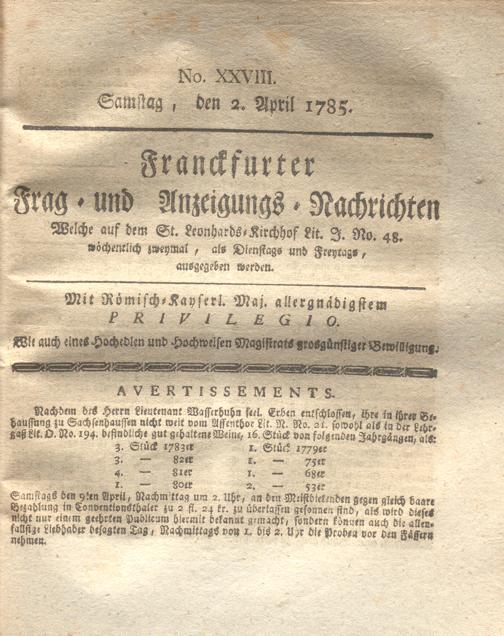 No. XXVIII.
Samstag, den 2. April 1785.
Franckfurter
Frag - und Anzeigungs - Nachrichten
Welche auf dem St. Leonhards-Kirchhof Lit. J. No. 48.
wöchentlich zweymal, als Dienstags und Freytags,
ausgegeben werden.
Mit Römisch-Kayserl. Maj. allergnädigstem
PRIVILEGIO.
Wie auch eines Hochedlen und Hochweisen Magistrats grosgünstiger Bewilligung.
AVERTISSEMENTS.
Nachdem des Herrn Lieutenant Wasserhuhn seel. Erben entschlossen, ihre in ihrer Be-
haussung zu Sachsenhaussen nicht weit vom Affenthor Lit. N. No. 21. sowohl als in der Lehr-
gaß Lit. O. No. 194. befindliche gut gehaltene Weine, 16. Stück von folgenden Jahrgängen, als:
3. Stück 1783er 1. Stück 1779er
3. — 82er 1. — 75er
4. — 81er 1. — 68er
1. — 80er 2. — 53er
Samstags den 9ten April, Nachmittag um 2. Uhr, an den Meistbietenden gegen gleich baare
Bezahlung in Conventionsthaler zu 2 fl. 24 kr. zu überlassen gesonnen sind, als wird dieses
nicht nur einem geehrten Publicum hiermit bekannt gemacht, sondern können auch die allen-
fallsige Liebhaber besagten Tag, Nachmittags von 1. bis 2. Uhr die Proben vor den Fässern
nehmen.